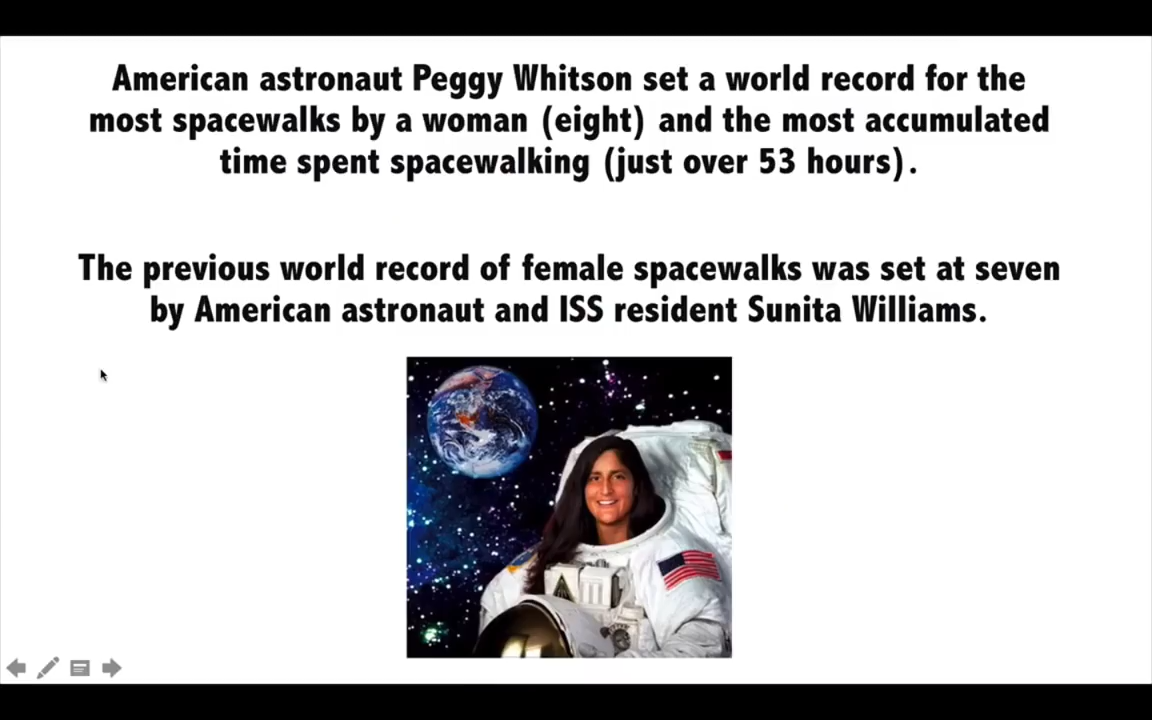 American astronaut Peggy Whitson set a world record for the
most spacewalks by a woman (eight) and the most accumulated
time spent spacewalking (just over 53 hours).
The previous world record of female spacewalks was set at seven
by American astronaut and ISS resident Sunita Williams.